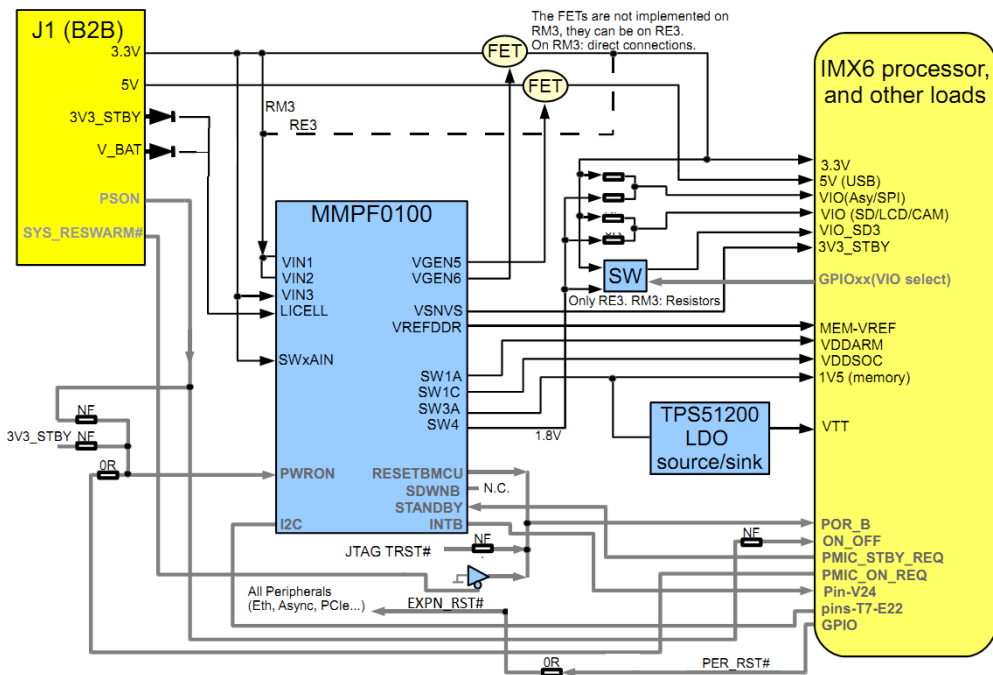 The FETs are not implemented on
RM3, they can be on RE3.
On RM3: direct connections.
J1 (B2B)
3.3V
5V
3V3_STBY
V_BAT
PSON
SYS_RESWARM#
FET
FET
RM3
RE3
IMX6 processor,
and other loads
3.3V
5V (USB)
VIO(Asy/SPI)
VIO (SD/LCD/CAM)
VIO_SD3
3V3_STBY
GPIOxx(VIO select)
MEM-VREF
VDDARM
VDDSOC
1V5 (memory)
VTT
POR_B
ON_OFF
PMIC_STBY_REQ
PMIC_ON_REQ
Pin-V24
pins-T7-E22
GPIO
MMPF0100
VIN1
VIN2
VIN3
LICELL
SWxAIN
PWRON
I2C
VGEN5
VGEN6
VSNVS
VREFDDR
SW1A
SW1C
SW3A
SW4
RESETBMCU
SDWNB
STANDBY
INTB
SW
Only RE3. RM3: Resistors
1.8V
TPS51200
LDO
source/sink
N.C.
NF
3V3_STBY
NF
0R
JTAG TRST#
NF
NF
All Peripherals
(Eth, Async, PCIe...)
EXPN_RST#
0R
PER_RST#